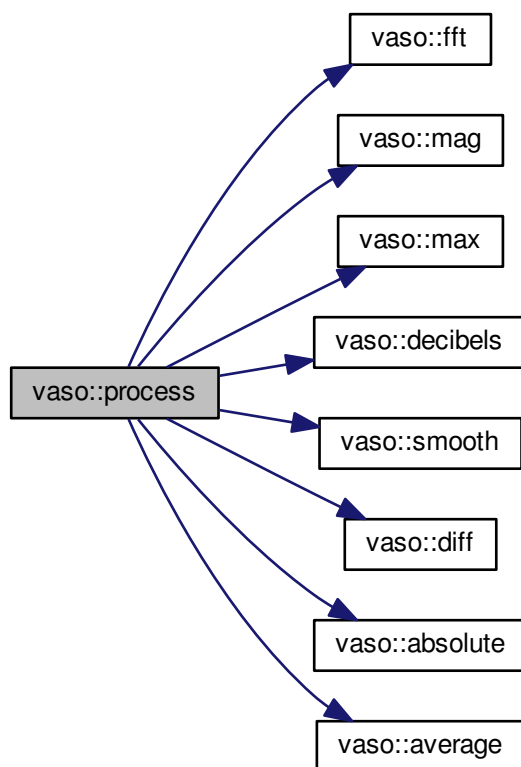 vaso::fft
vaso::mag
vaso::max
vaso::decibels
vaso::process
vaso::smooth
vaso::diff
vaso::absolute
vaso::average